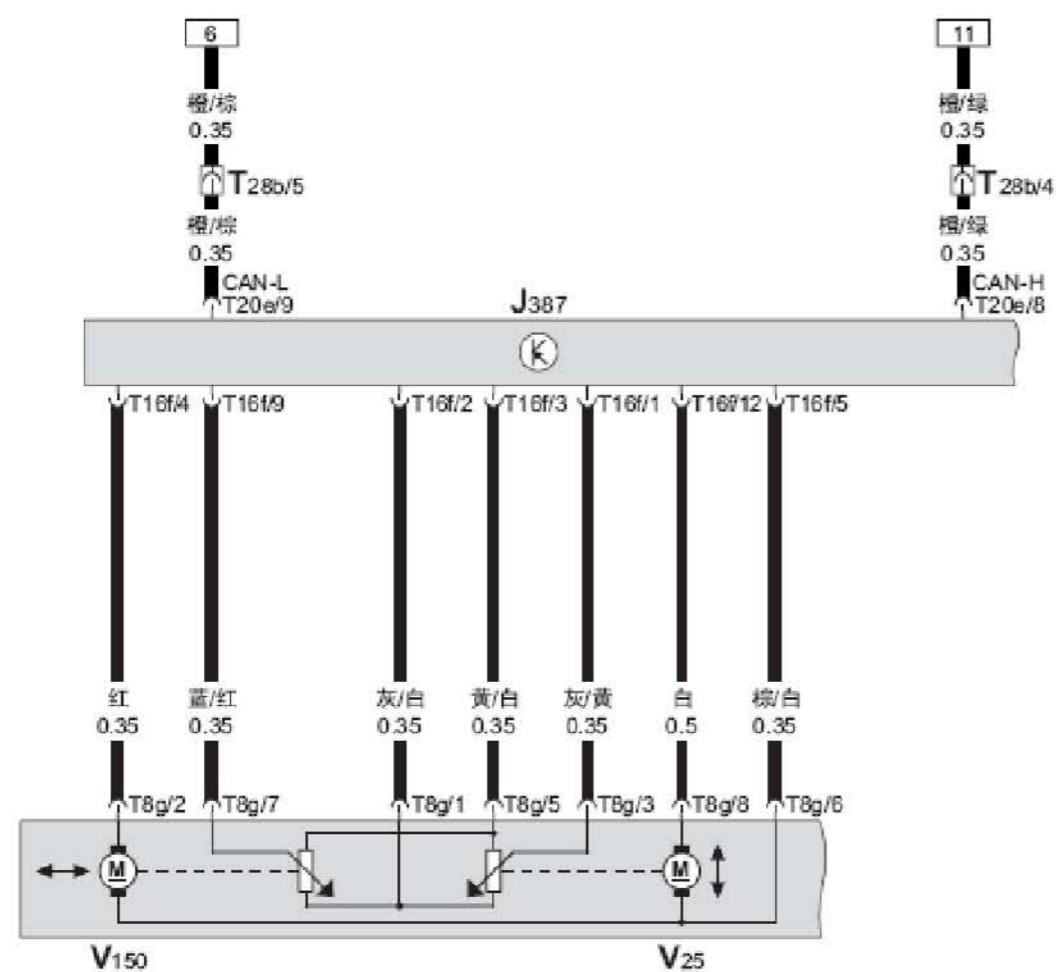 6 11
橙/棕 橙/绿
0.35 0.35
T28b/5 T28b/4
橙/棕 橙/绿
0.35 0.35
CAN-L CAN-H
T20e/9 J387 T20e/8
K
T16f/4 T16f/9 T16f/2 T16f/3 T16f/1 T16f/12 T16f/5
红 蓝/红 灰/白 黄/白 灰/黄 白 棕/白
0.35 0.35 0.35 0.35 0.35 0.5 0.35
T8g/2 T8g/7 T8g/1 T8g/5 T8g/3 T8g/8 T8g/6
M M
V150 V25